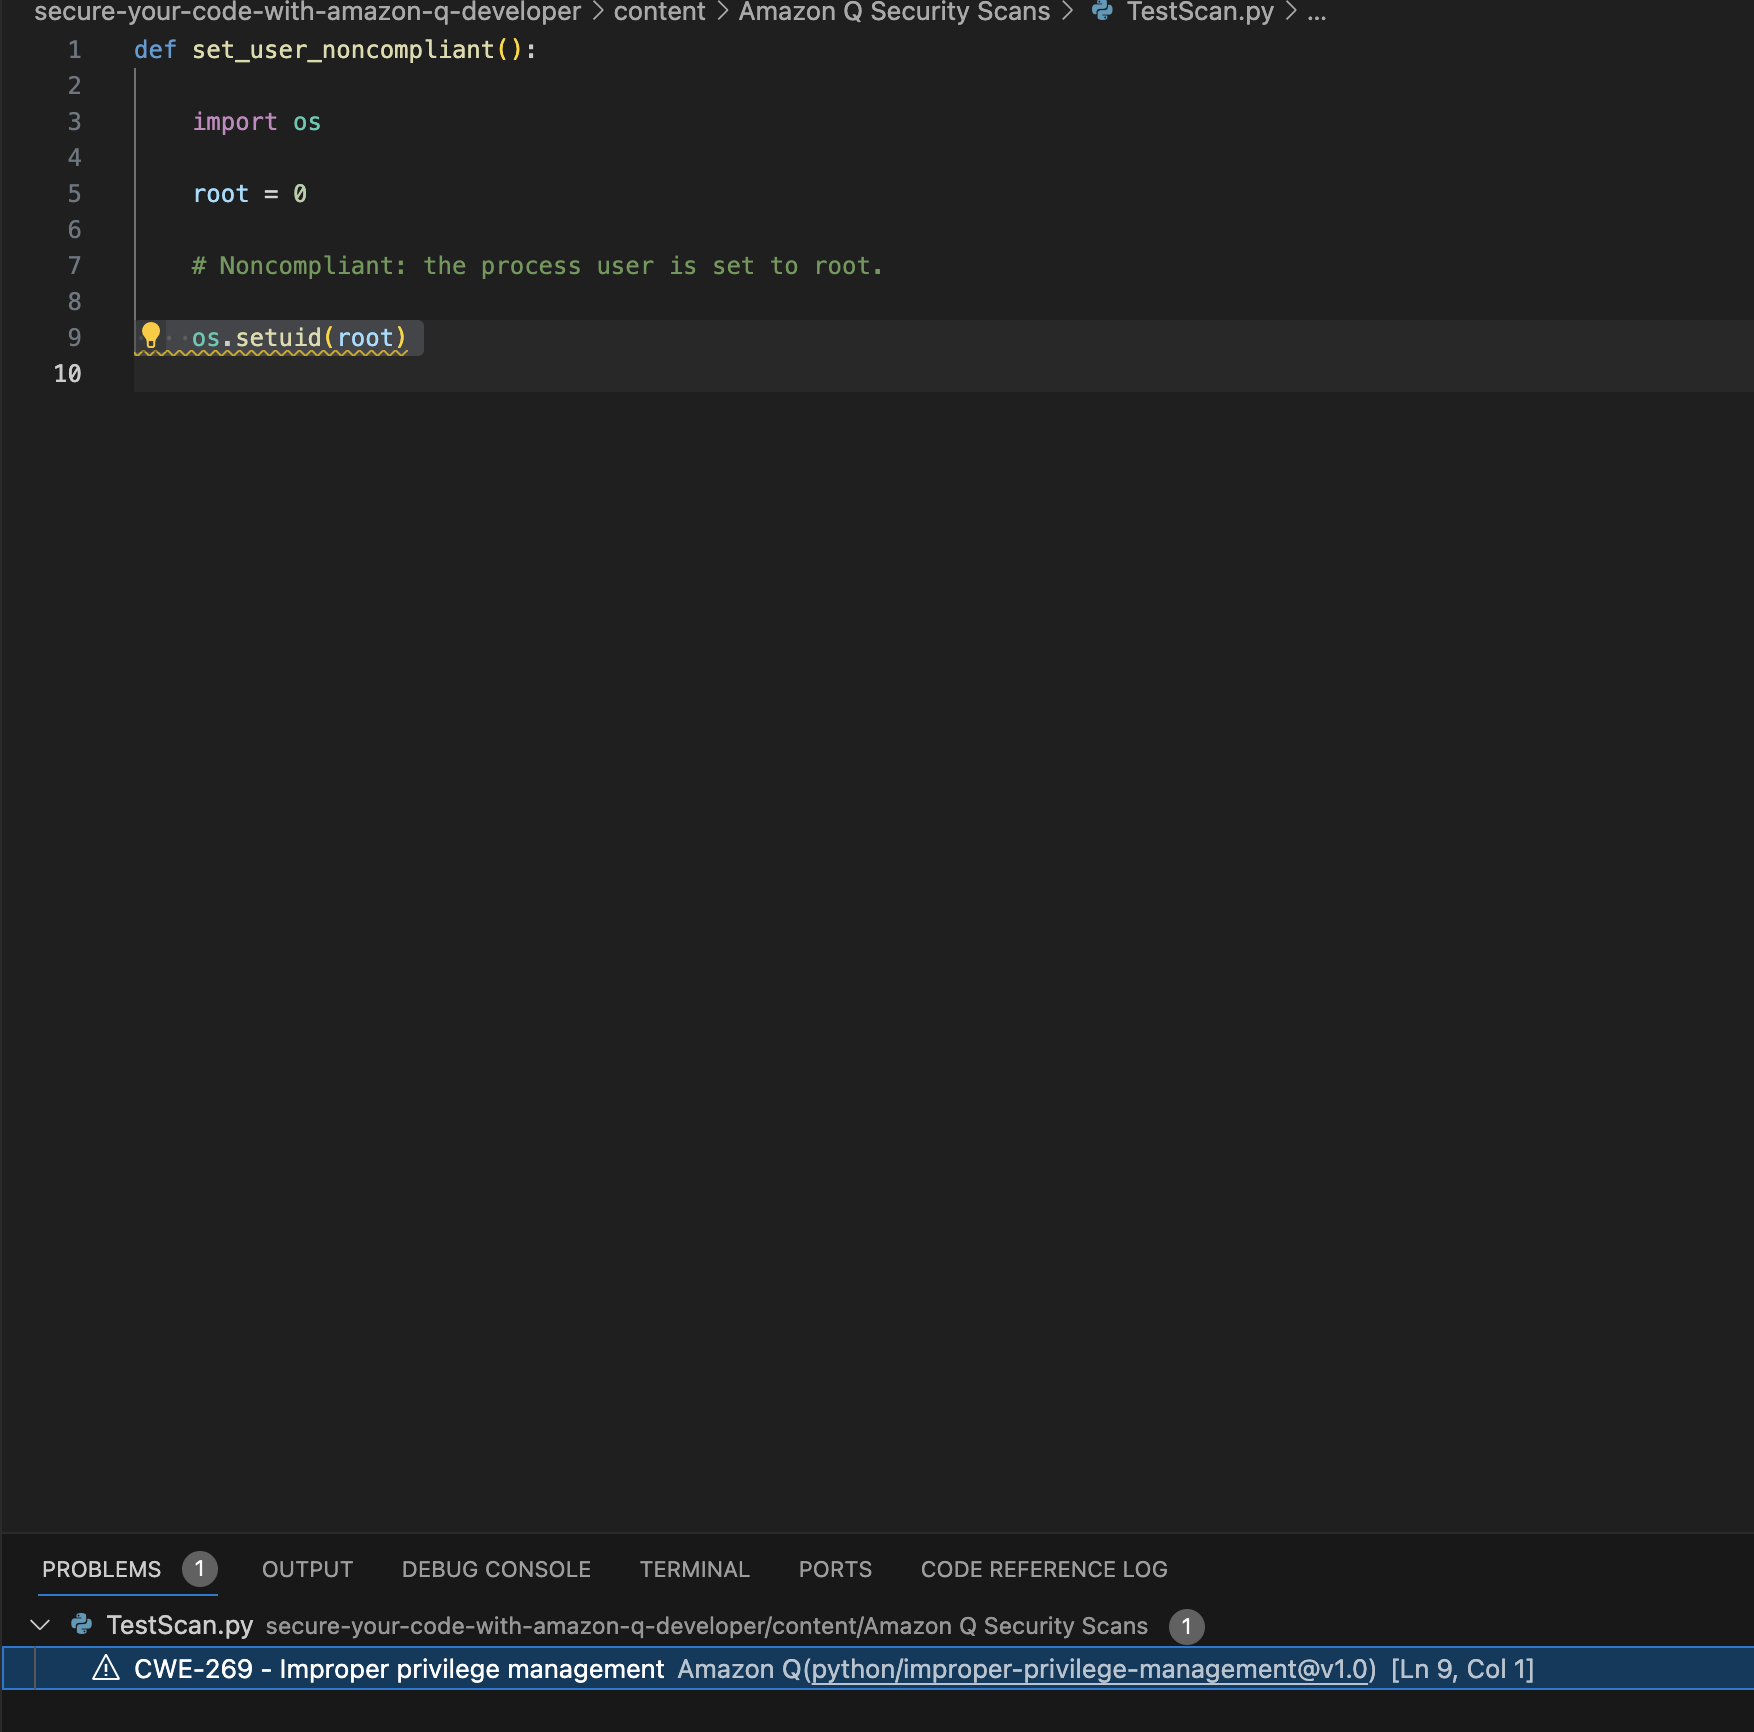 secure-your-code-with-amazon-q-developer > content > Amazon Q Security Scans > TestScan.py > ...
1 def set_user_noncompliant():
2
3 import os
4
5 root = 0
6
7 # Noncompliant: the process user is set to root.
8
9 os.setuid(root)
10
PROBLEMS 1 OUTPUT DEBUG CONSOLE TERMINAL PORTS CODE REFERENCE LOG
TestScan.py secure-your-code-with-amazon-q-developer/content/Amazon Q Security Scans 1
CWE-269 - Improper privilege management Amazon Q(python/improper-privilege-management@v1.0) [Ln 9, Col 1]